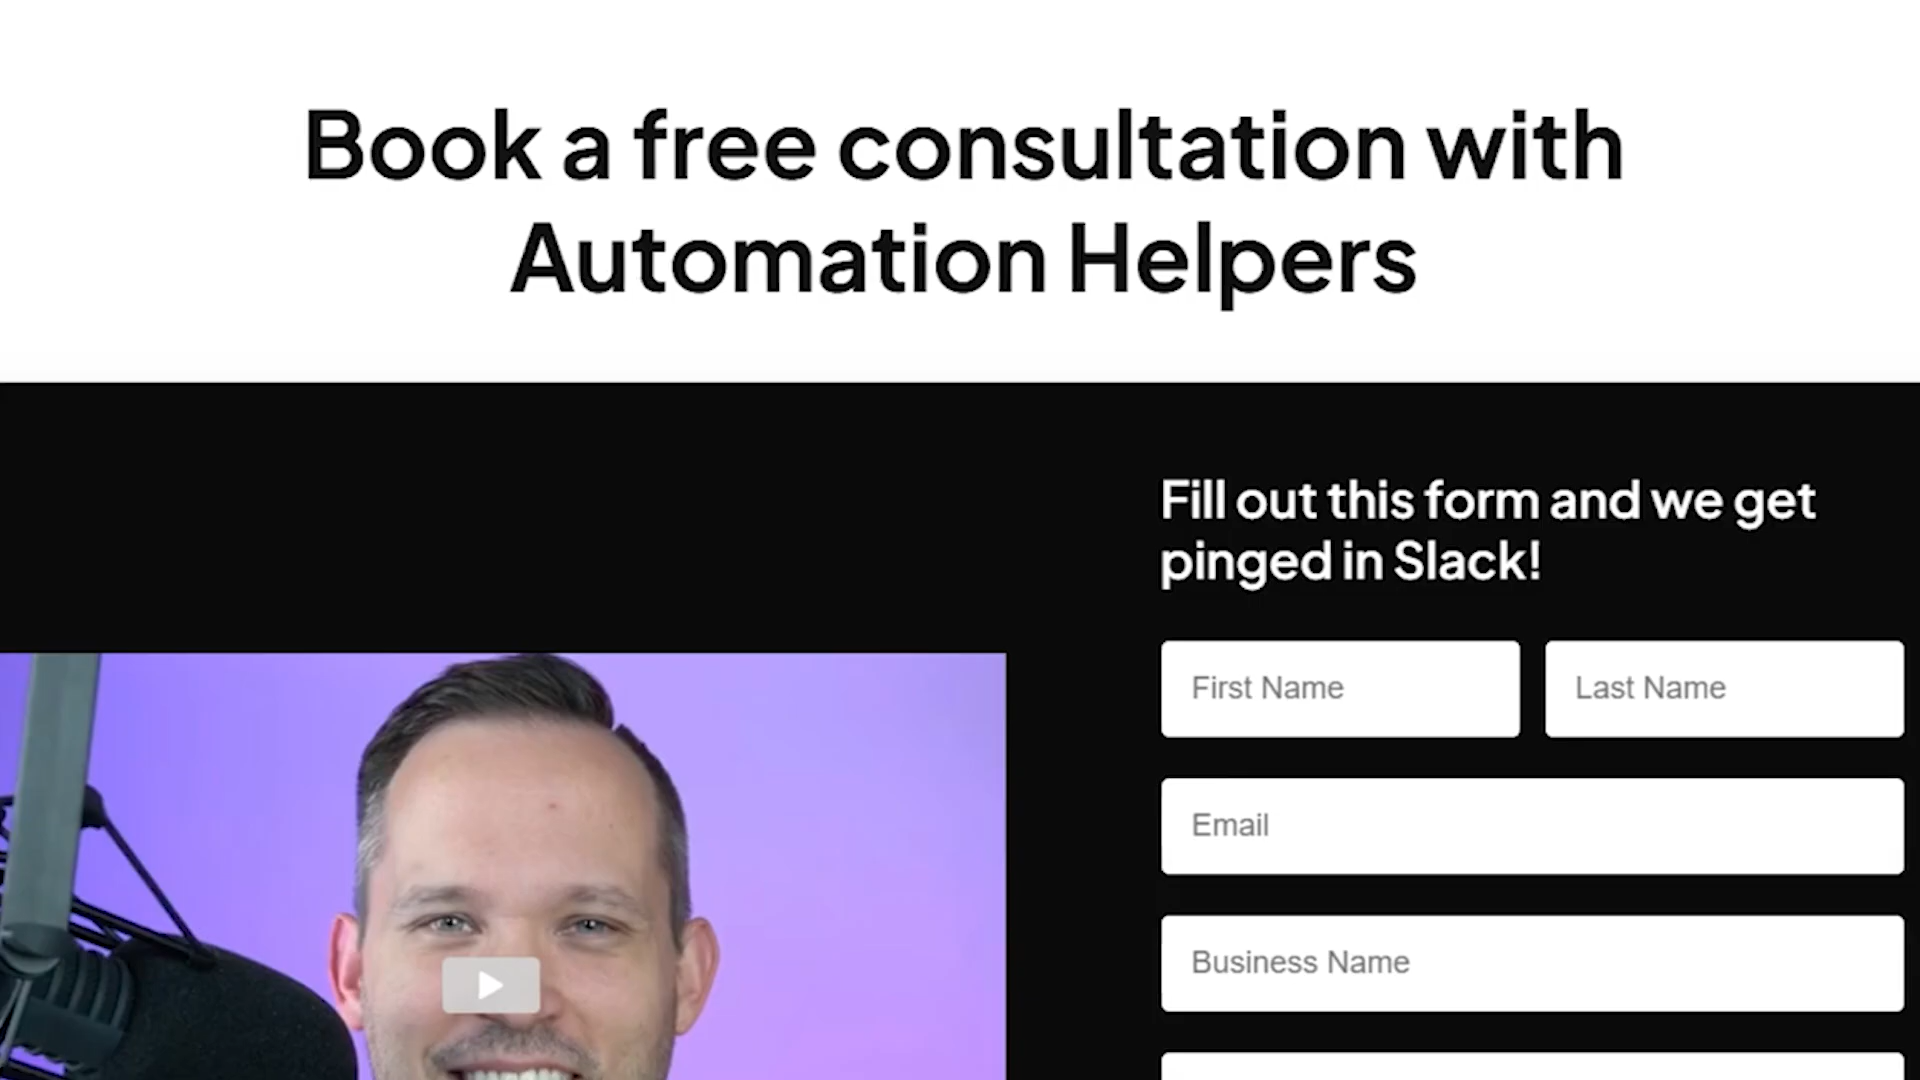 Book a free consultation with
Automation Helpers
Fill out this form and we get
pinged in Slack!
First Name
Last Name
Email
Business Name